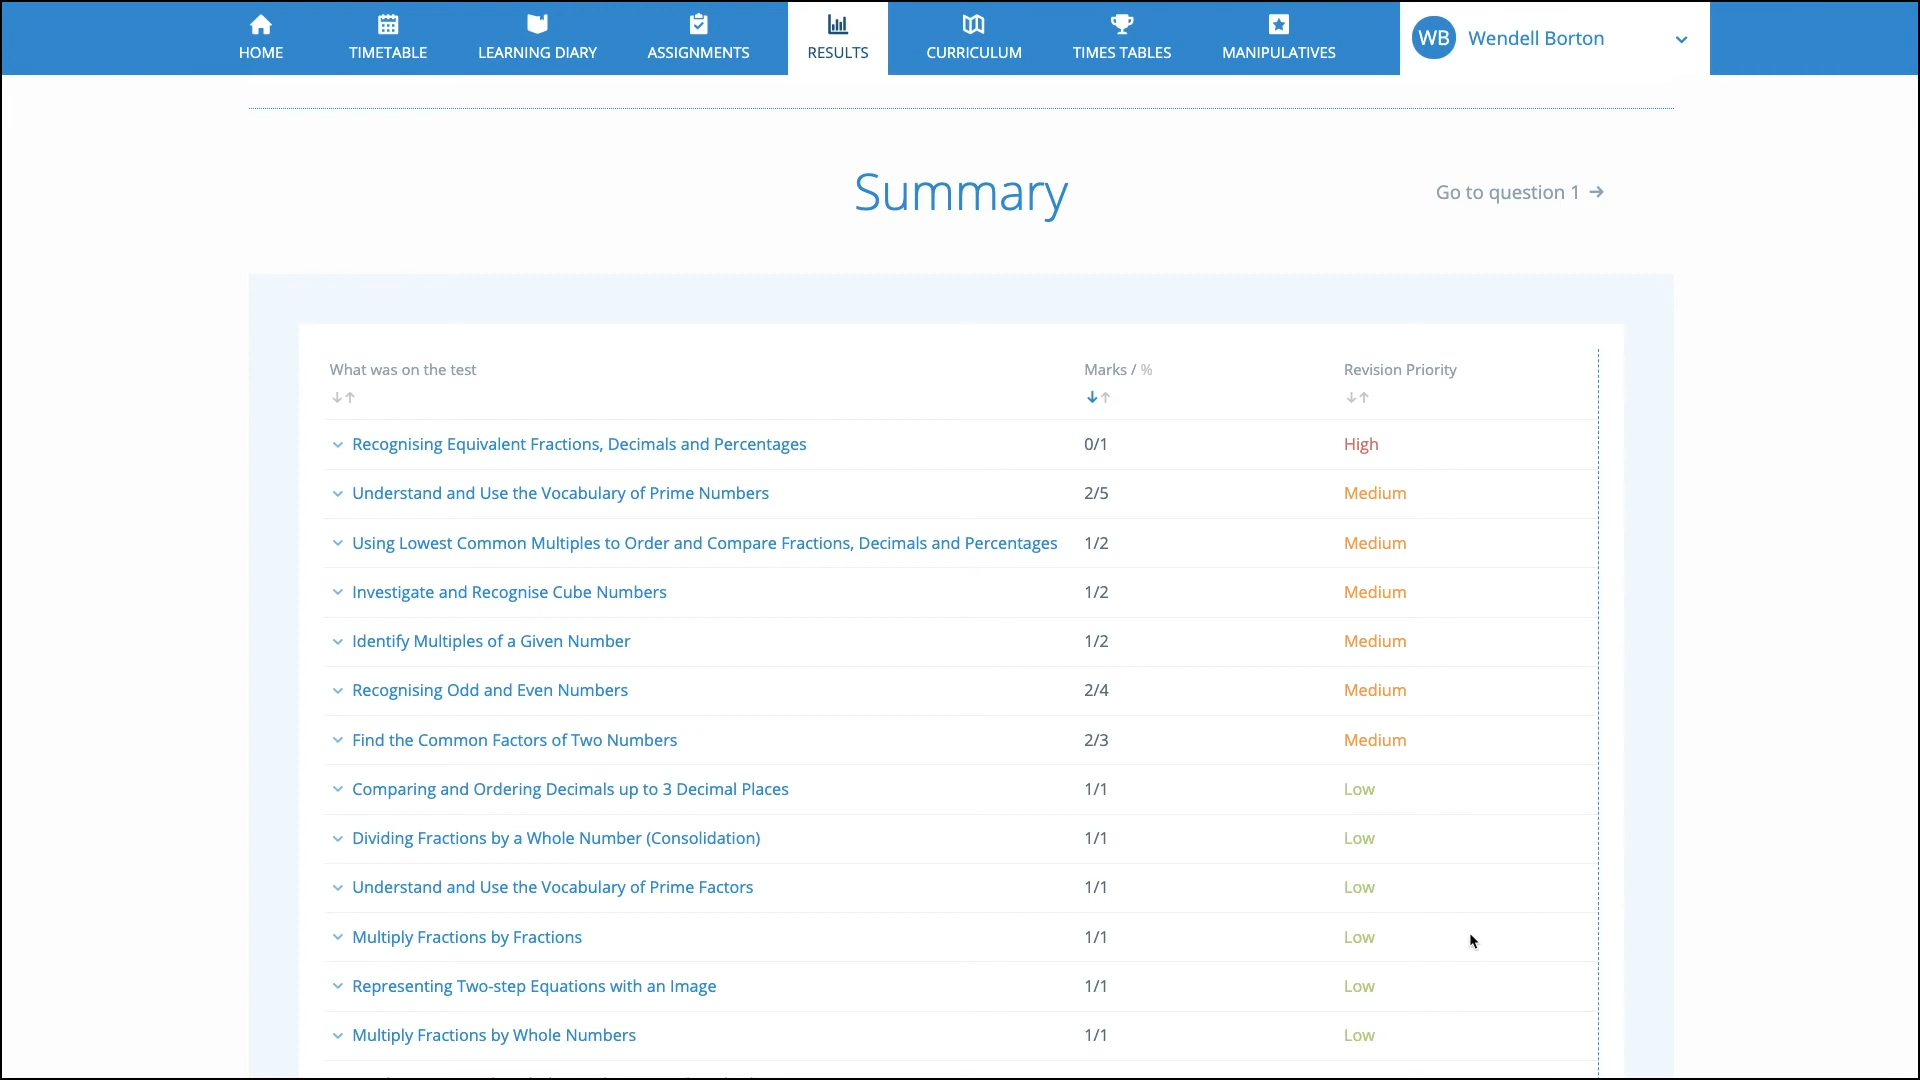 HOME TIMETABLE LEARNING DIARY ASSIGNMENTS RESULTS CURRICULUM TIMES TABLES MANIPULATIVES WB Wendell Borton
Summary
Go to question 1 →
What was on the test Marks / % Revision Priority
Recognising Equivalent Fractions, Decimals and Percentages 0/1 High
Understand and Use the Vocabulary of Prime Numbers 2/5 Medium
Using Lowest Common Multiples to Order and Compare Fractions, Decimals and Percentages 1/2 Medium
Investigate and Recognise Cube Numbers 1/2 Medium
Identify Multiples of a Given Number 1/2 Medium
Recognising Odd and Even Numbers 2/4 Medium
Find the Common Factors of Two Numbers 2/3 Medium
Comparing and Ordering Decimals up to 3 Decimal Places 1/1 Low
Dividing Fractions by a Whole Number (Consolidation) 1/1 Low
Understand and Use the Vocabulary of Prime Factors 1/1 Low
Multiply Fractions by Fractions 1/1 Low
Representing Two-step Equations with an Image 1/1 Low
Multiply Fractions by Whole Numbers 1/1 Low